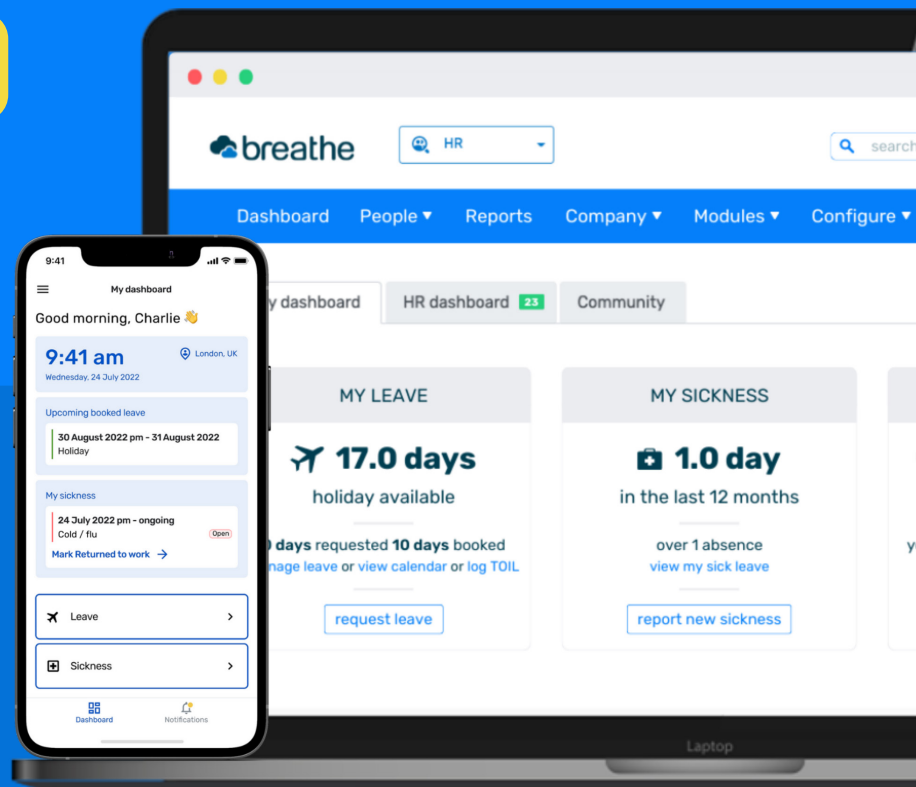 breathe
HR
search
Dashboard People Reports Company Modules Configure
y dashboard
HR dashboard 23
Community
MY LEAVE
17.0 days
holiday available
days requested 10 days booked
nage leave or view calendar or log TOIL
request leave
MY SICKNESS
1.0 day
in the last 12 months
over 1 absence
view my sick leave
report new sickness
9:41
My dashboard
Good morning, Charlie 👋
9:41 am
London, UK
Wednesday, 24 July 2022
Upcoming booked leave
30 August 2022 pm - 31 August 2022
Holiday
My sickness
24 July 2022 pm - ongoing
Cold / flu
Open
Mark Returned to work
Leave
Sickness
Dashboard
Notifications
Laptop